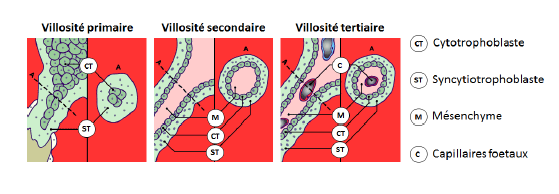 Villosité primaire
Villosité secondaire
Villosité tertiaire
CT
A
A
ST
A
A
M
CT
ST
A
A
C
M
CT
ST
CT Cytotrophoblaste
ST Syncytiotrophoblaste
M Mésenchyme
C Capillaires foetaux